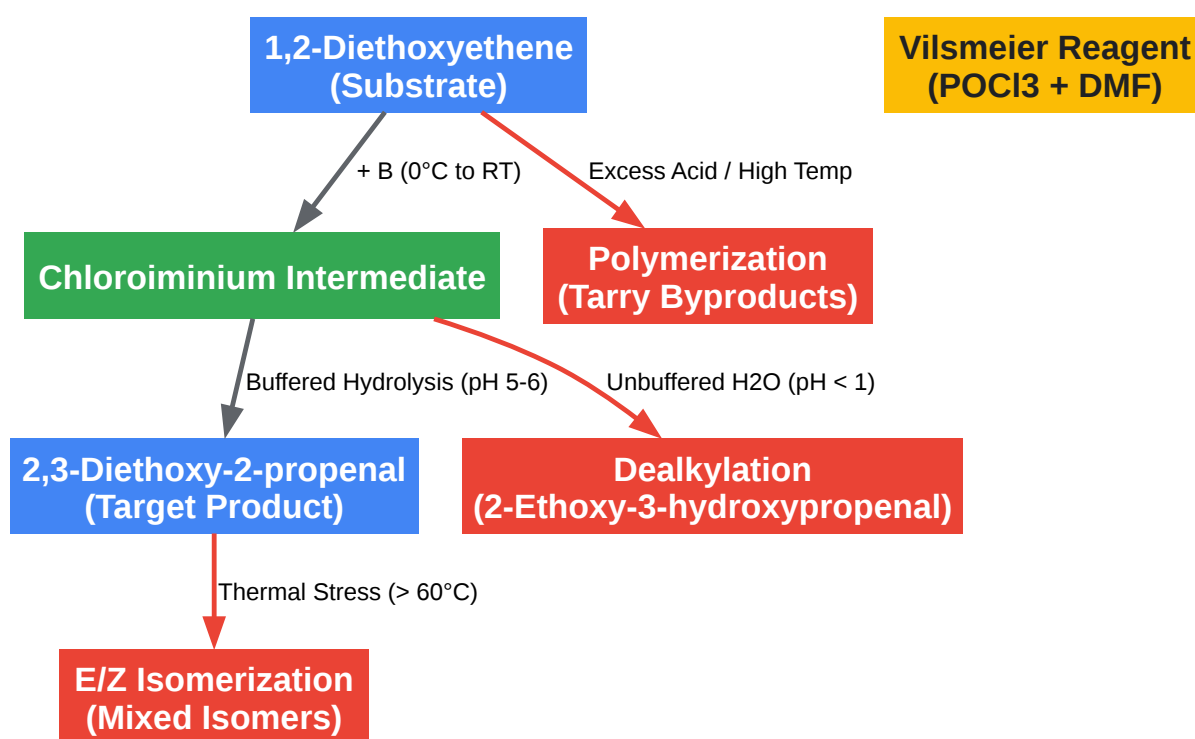 1,2-Diethoxyethene
(Substrate)
Vilsmeier Reagent
(POCl3 + DMF)
+ B (0°C to RT)
Excess Acid / High Temp
Chloroiminium Intermediate
Polymerization
(Tarry Byproducts)
Buffered Hydrolysis (pH 5-6)
Unbuffered H2O (pH < 1)
2,3-Diethoxy-2-propenal
(Target Product)
Dealkylation
(2-Ethoxy-3-hydroxypropenal)
Thermal Stress (> 60°C)
E/Z Isomerization
(Mixed Isomers)